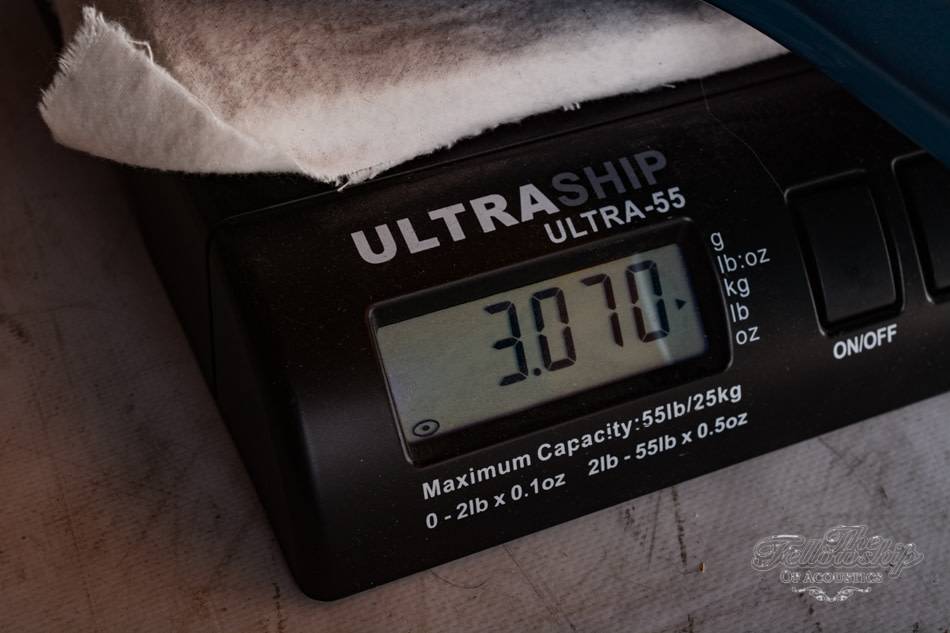 ULTRASHIP
ULTRA-55
3.070
g
lb:oz
kg
lb
oz
ON/OFF
Maximum Capacity:55lb/25kg
0 - 2lb x 0.1oz 2lb - 55lb x 0.5oz
The
Fellowship
Of Acoustics